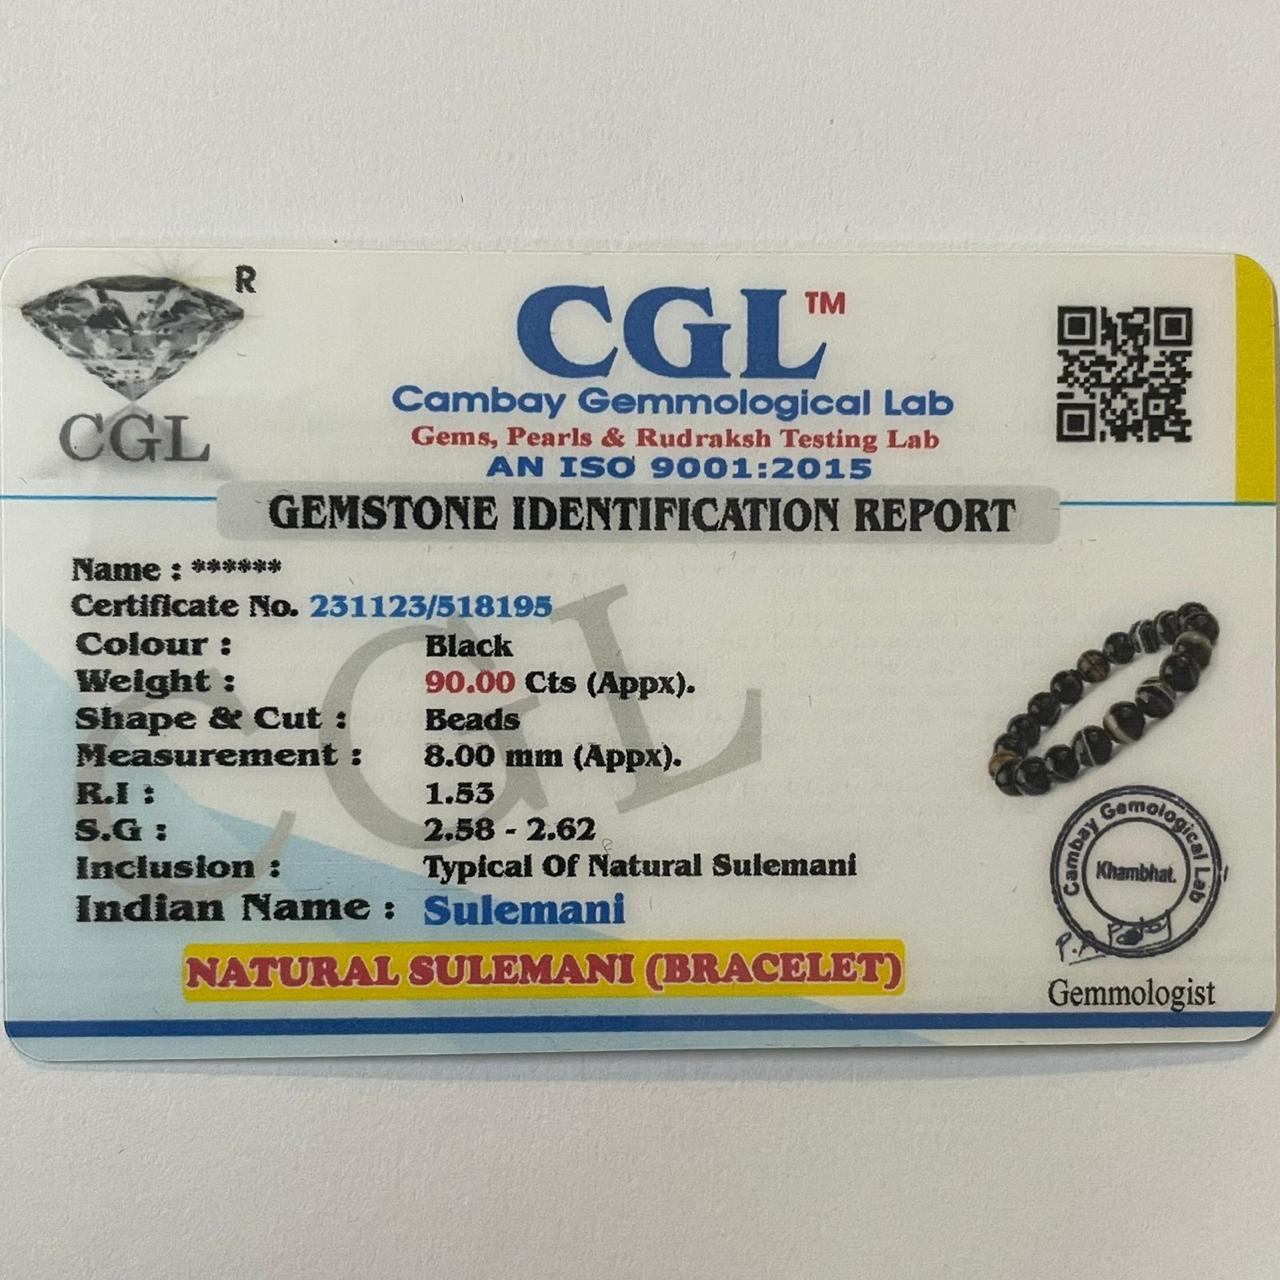 R
CGL
CGL™
Cambay Gemmological Lab
Gems, Pearls & Rudraksh Testing Lab
AN ISO 9001:2015
GEMSTONE IDENTIFICATION REPORT
Name : ******
Certificate No. 231123/518195
Colour : Black
Weight : 90.00 Cts (Appx).
Shape & Cut : Beads
Measurement : 8.00 mm (Appx).
R.I : 1.53
S.G : 2.58 - 2.62
Inclusion : Typical Of Natural Sulemani
Indian Name : Sulemani
NATURAL SULEMANI (BRACELET)
CGL
Cambay Gemological Lab
Khambhat.
Gemmologist